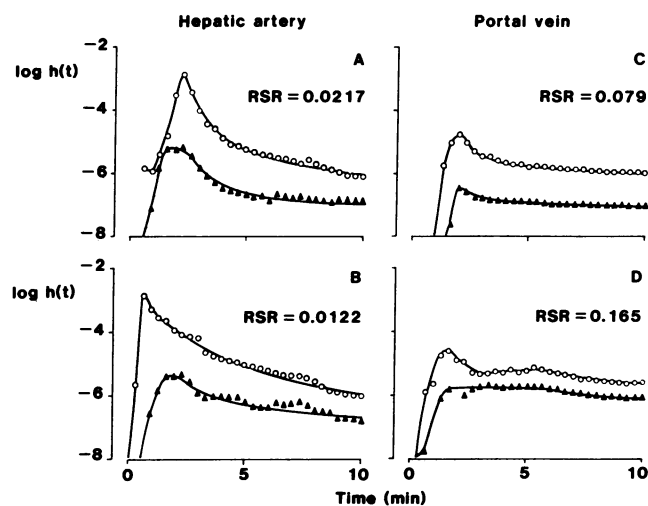 Hepatic artery
Portal vein
−2
log h(t)
A
RSR = 0.0217
−4
−6
−8
C
RSR = 0.079
−2
log h(t)
B
RSR = 0.0122
−4
−6
−8
D
RSR = 0.165
0 5 10
0 5 10
Time (min)